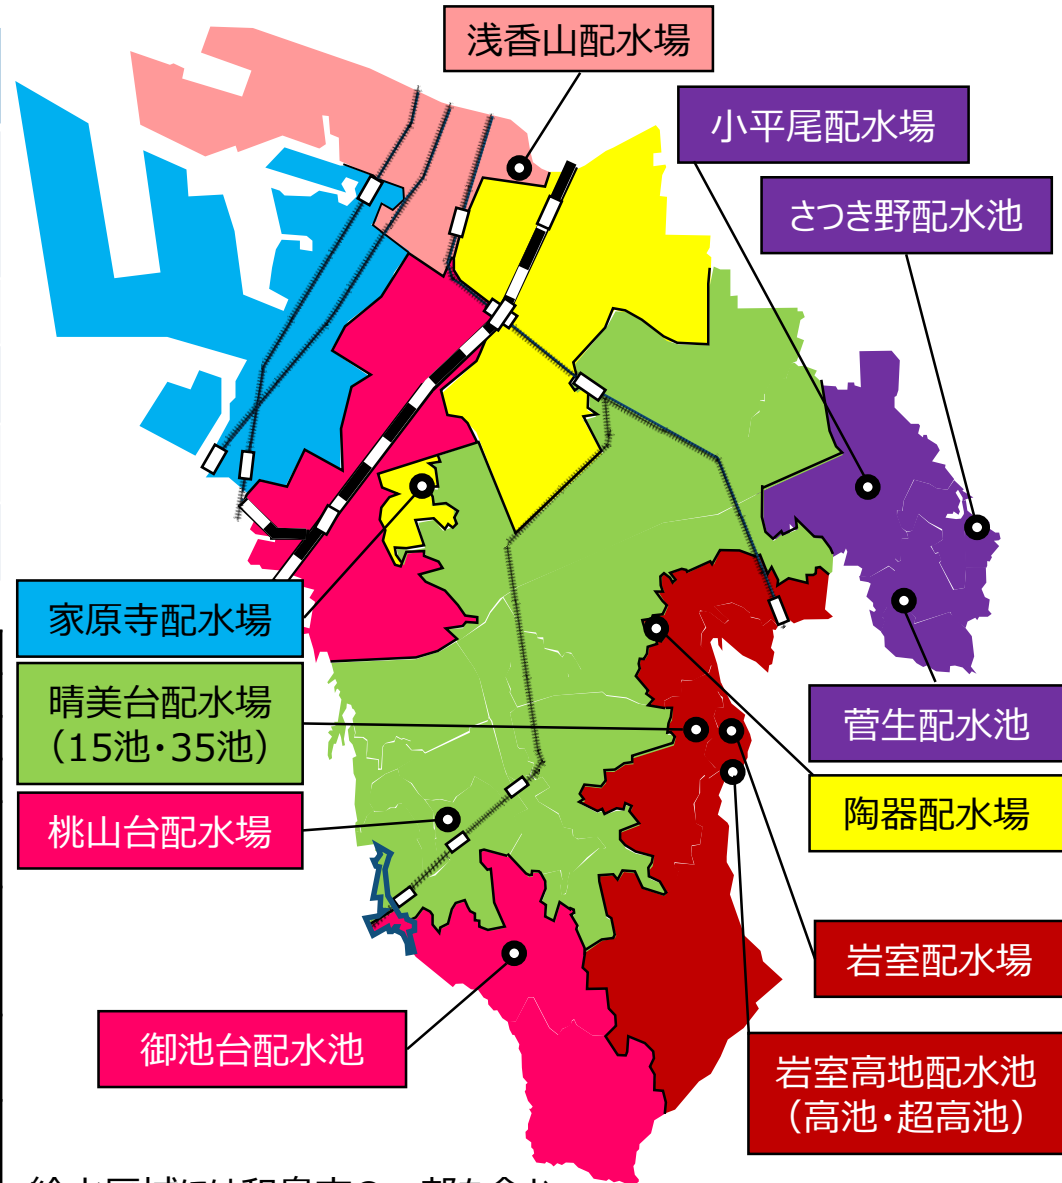 浅香山配水場
小平尾配水場
さつき野配水池
家原寺配水場
晴美台配水場
（15池・35池）
菅生配水池
桃山台配水場
陶器配水場
岩室配水場
御池台配水池
岩室高地配水池
（高池・超高池）